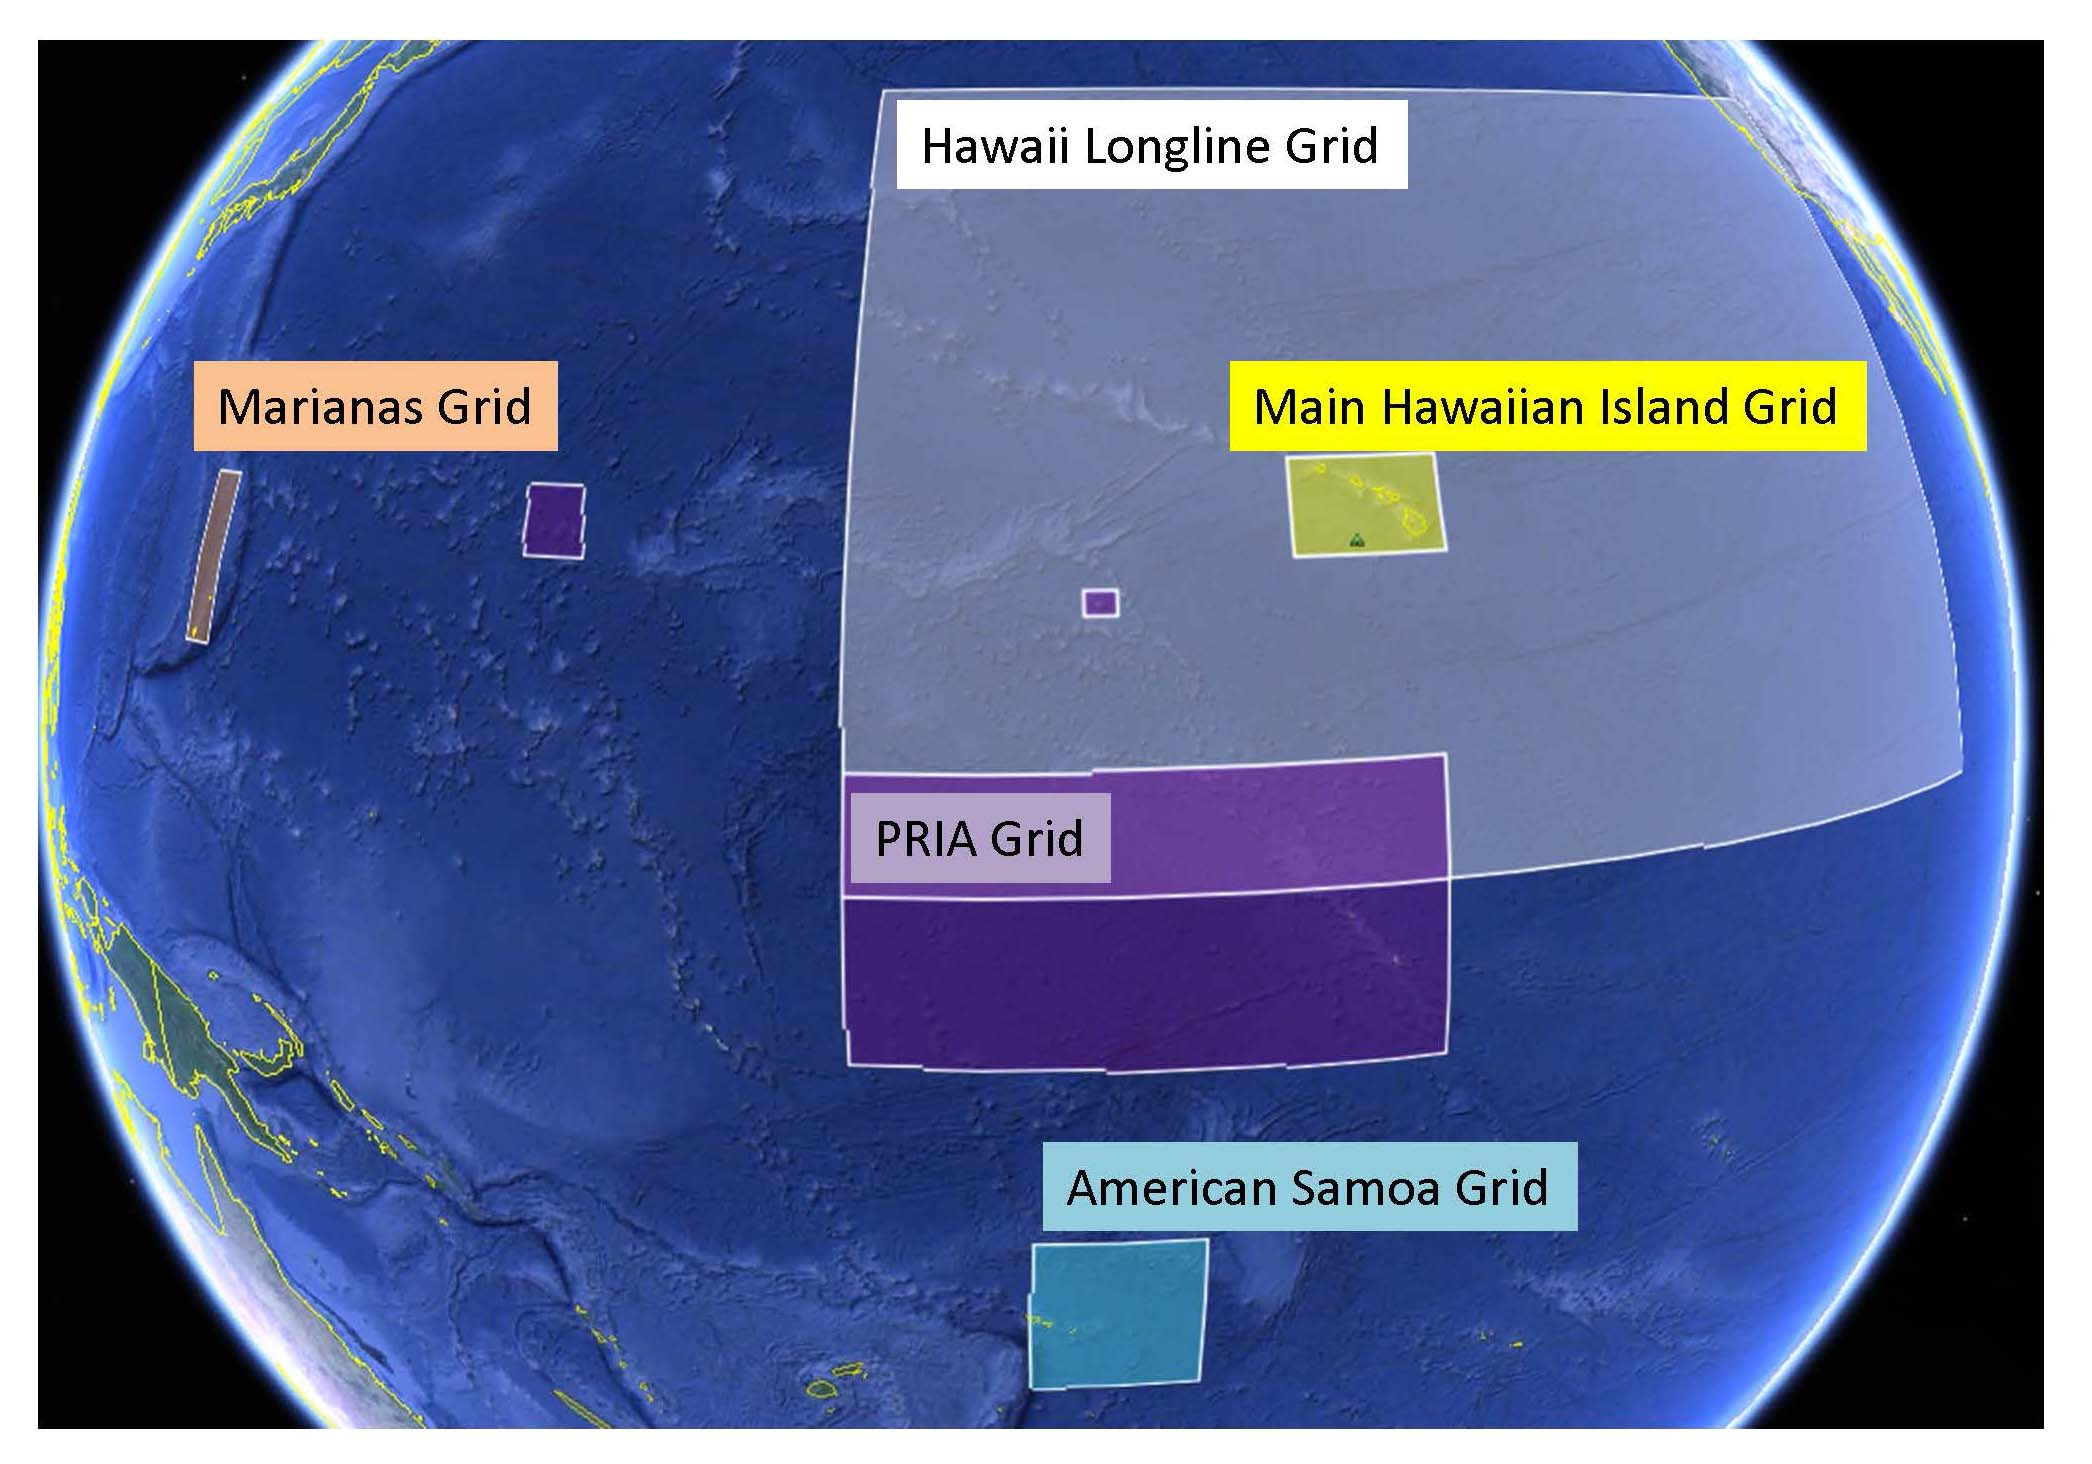 Hawaii Longline Grid
Marianas Grid
Main Hawaiian Island Grid
PRIA Grid
American Samoa Grid